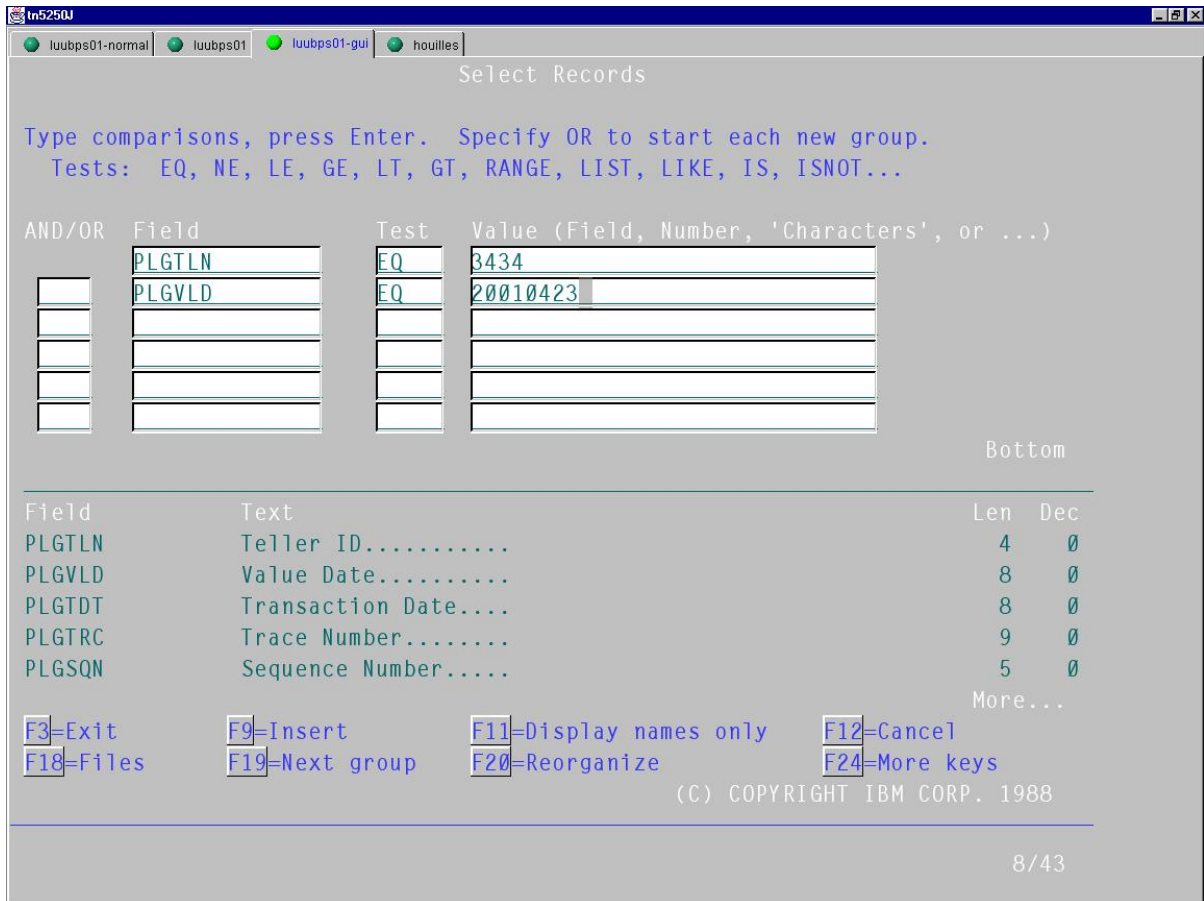 tn5250J
luubps01-normal luubps01 luubps01-gui houilles
Select Records
Type comparisons, press Enter. Specify OR to start each new group.
Tests: EQ, NE, LE, GE, LT, GT, RANGE, LIST, LIKE, IS, ISNOT...
AND/OR Field Test Value (Field, Number, 'Characters', or ...)
PLGTLN EQ 3434
PLGVLD EQ 20010423
Bottom
Field Text Len Dec
PLGTLN Teller ID........... 4 0
PLGVLD Value Date.......... 8 0
PLGTDT Transaction Date.... 8 0
PLGTRC Trace Number........ 9 0
PLGSQN Sequence Number..... 5 0
More...
F3=Exit F9=Insert F11=Display names only F12=Cancel
F18=Files F19=Next group F20=Reorganize F24=More keys
(C) COPYRIGHT IBM CORP. 1988
8/43